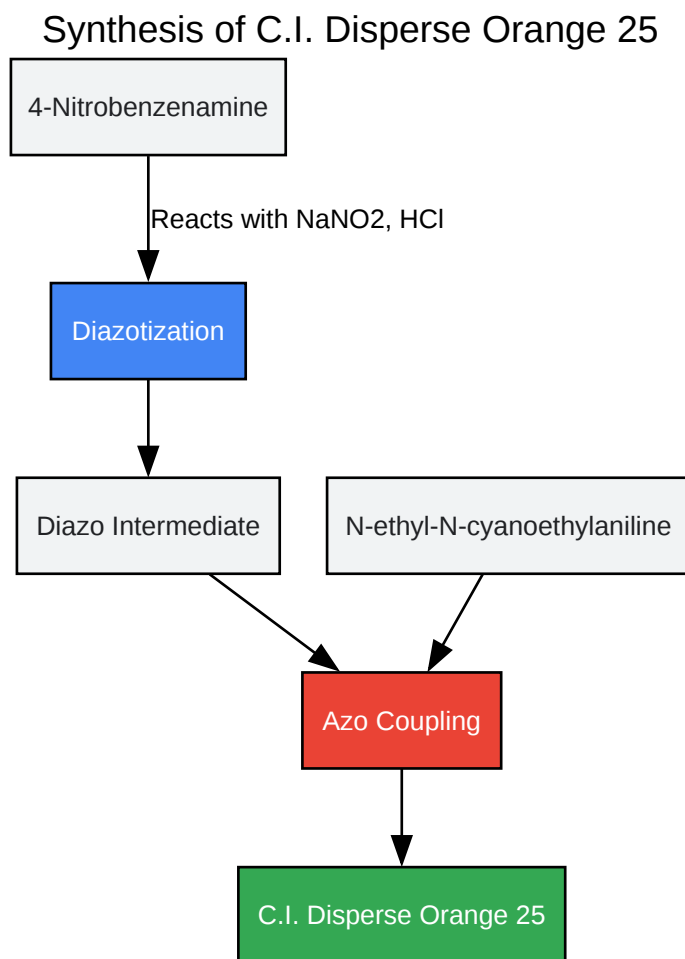 Synthesis of C.I. Disperse Orange 25
4-Nitrobenzenamine
Reacts with NaNO2, HCl
Diazotization
Diazo Intermediate
N-ethyl-N-cyanoethylaniline
Azo Coupling
C.I. Disperse Orange 25